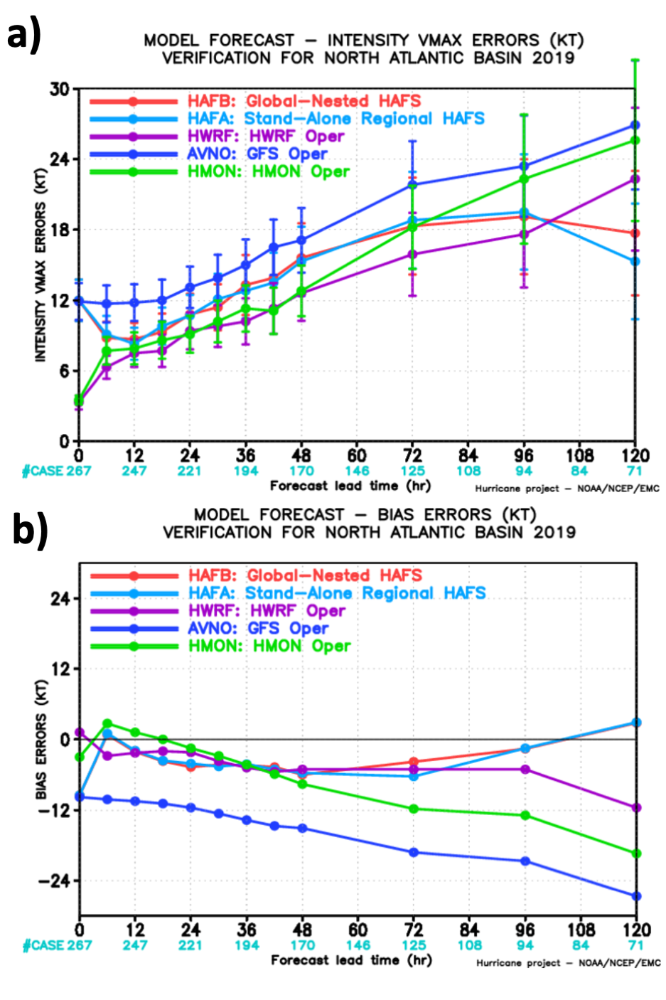 a)
MODEL FORECAST – INTENSITY VMAX ERRORS (KT)
VERIFICATION FOR NORTH ATLANTIC BASIN 2019
30
24
18
12
6
0
INTENSITY VMAX ERRORS (KT)
HAFB: Global–Nested HAFS
HAFA: Stand–Alone Regional HAFS
HWRF: HWRF Oper
AVNO: GFS Oper
HMON: HMON Oper
0 12 24 36 48 60 72 84 96 108 120
#CASE 267 247 221 194 170 146 125 108 94 84 71
Forecast lead time (hr)
Hurricane project – NOAA/NCEP/EMC
b)
MODEL FORECAST – BIAS ERRORS (KT)
VERIFICATION FOR NORTH ATLANTIC BASIN 2019
24
12
0
−12
−24
BIAS ERRORS (KT)
HAFB: Global–Nested HAFS
HAFA: Stand–Alone Regional HAFS
HWRF: HWRF Oper
AVNO: GFS Oper
HMON: HMON Oper
0 12 24 36 48 60 72 84 96 108 120
#CASE 267 247 221 194 170 146 125 108 94 84 71
Forecast lead time (hr)
Hurricane project – NOAA/NCEP/EMC